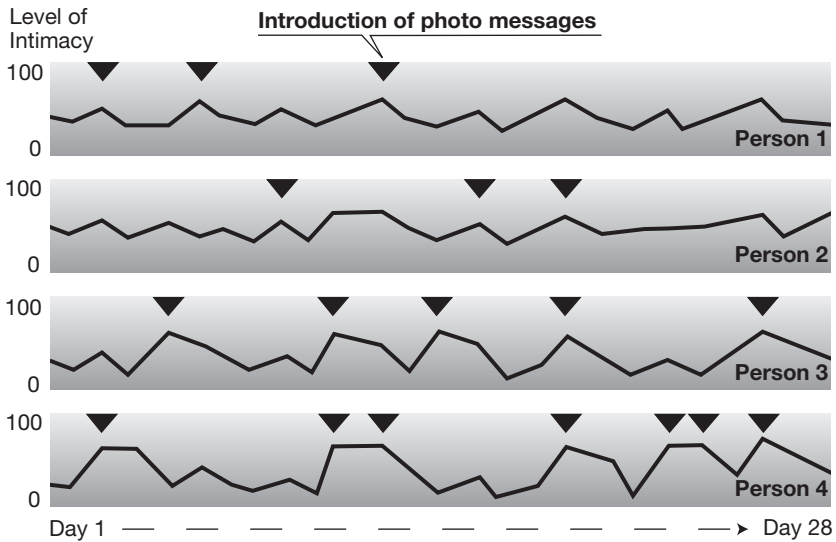 Level of
Intimacy
Introduction of photo messages
100
0
Person 1
100
0
Person 2
100
0
Person 3
100
0
Person 4
Day 1
Day 28